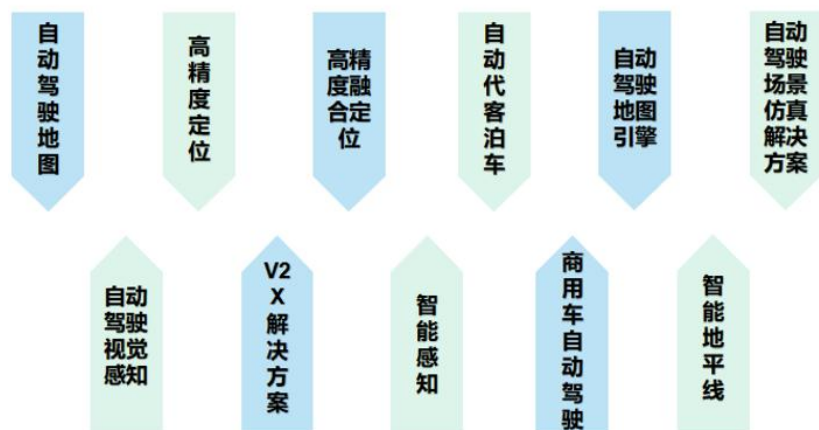 自动驾驶地图
高精度定位
高精度融合定位
自动代客泊车
自动驾驶地图引擎
自动驾驶场景仿真解决方案
自动驾驶视觉感知
V2X解决方案
智能感知
商用车自动驾驶
智能地平线